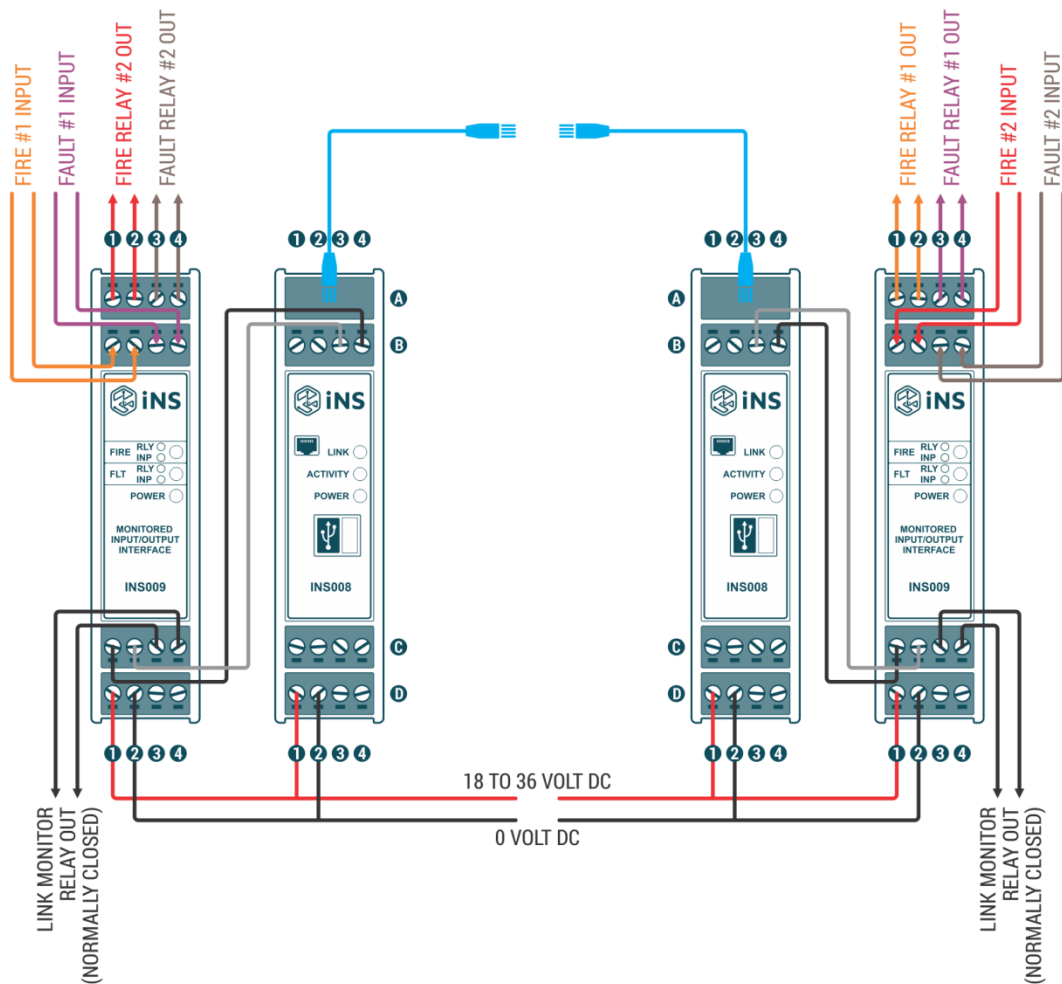 FIRE #1 INPUT
FAULT #1 INPUT
FIRE RELAY #2 OUT
FAULT RELAY #2 OUT
FIRE RELAY #1 OUT
FAULT RELAY #1 OUT
FIRE #2 INPUT
FAULT #2 INPUT
1 2 3 4
1 2 3 4
1 2 3 4
1 2 3 4
A
A
B
B
iNS
FIRE RLY
INP
FLT RLY
INP
POWER
MONITORED
INPUT/OUTPUT
INTERFACE
INS009
iNS
LINK
ACTIVITY
POWER
INS008
iNS
LINK
ACTIVITY
POWER
INS008
iNS
FIRE RLY
INP
FLT RLY
INP
POWER
MONITORED
INPUT/OUTPUT
INTERFACE
INS009
C
C
D
D
1 2 3 4
1 2 3 4
1 2 3 4
1 2 3 4
18 TO 36 VOLT DC
0 VOLT DC
LINK MONITOR
RELAY OUT
(NORMALLY CLOSED)
LINK MONITOR
RELAY OUT
(NORMALLY CLOSED)